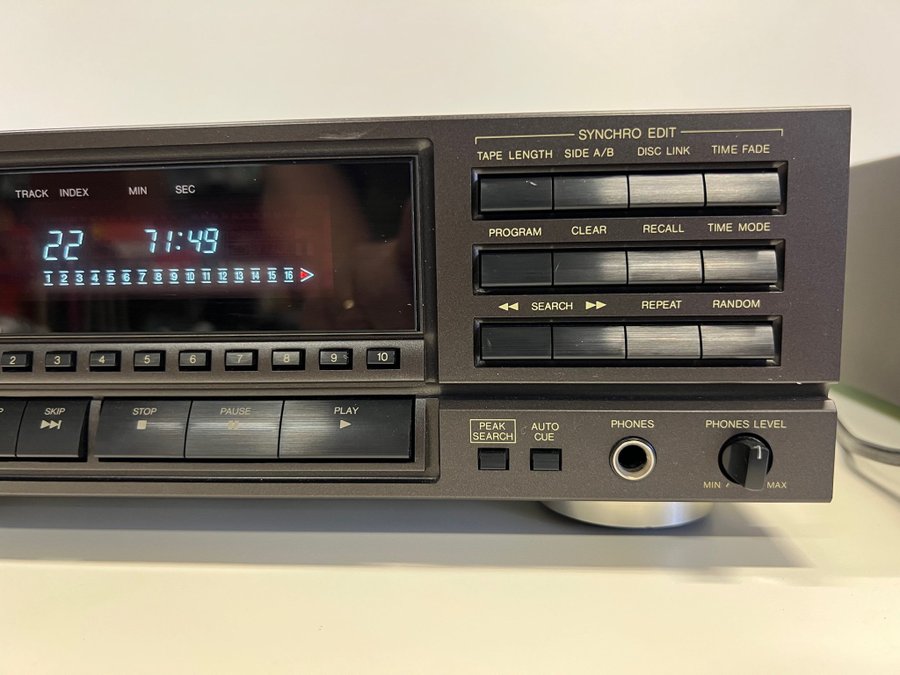 SYNCHRO EDIT
TAPE LENGTH SIDE A/B DISC LINK TIME FADE
TRACK INDEX MIN SEC
22 71:49
1 2 3 4 5 6 7 8 9 10 11 12 13 14 15 16
PROGRAM CLEAR RECALL TIME MODE
SEARCH REPEAT RANDOM
2 3 4 5 6 7 8 9 10
P SKIP STOP PAUSE PLAY
PEAK SEARCH
AUTO CUE
PHONES
PHONES LEVEL
MIN MAX